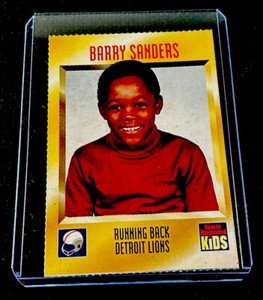 BARRY SANDERS
RUNNING BACK
DETROIT LIONS
Sports
Illustrated
KIDS